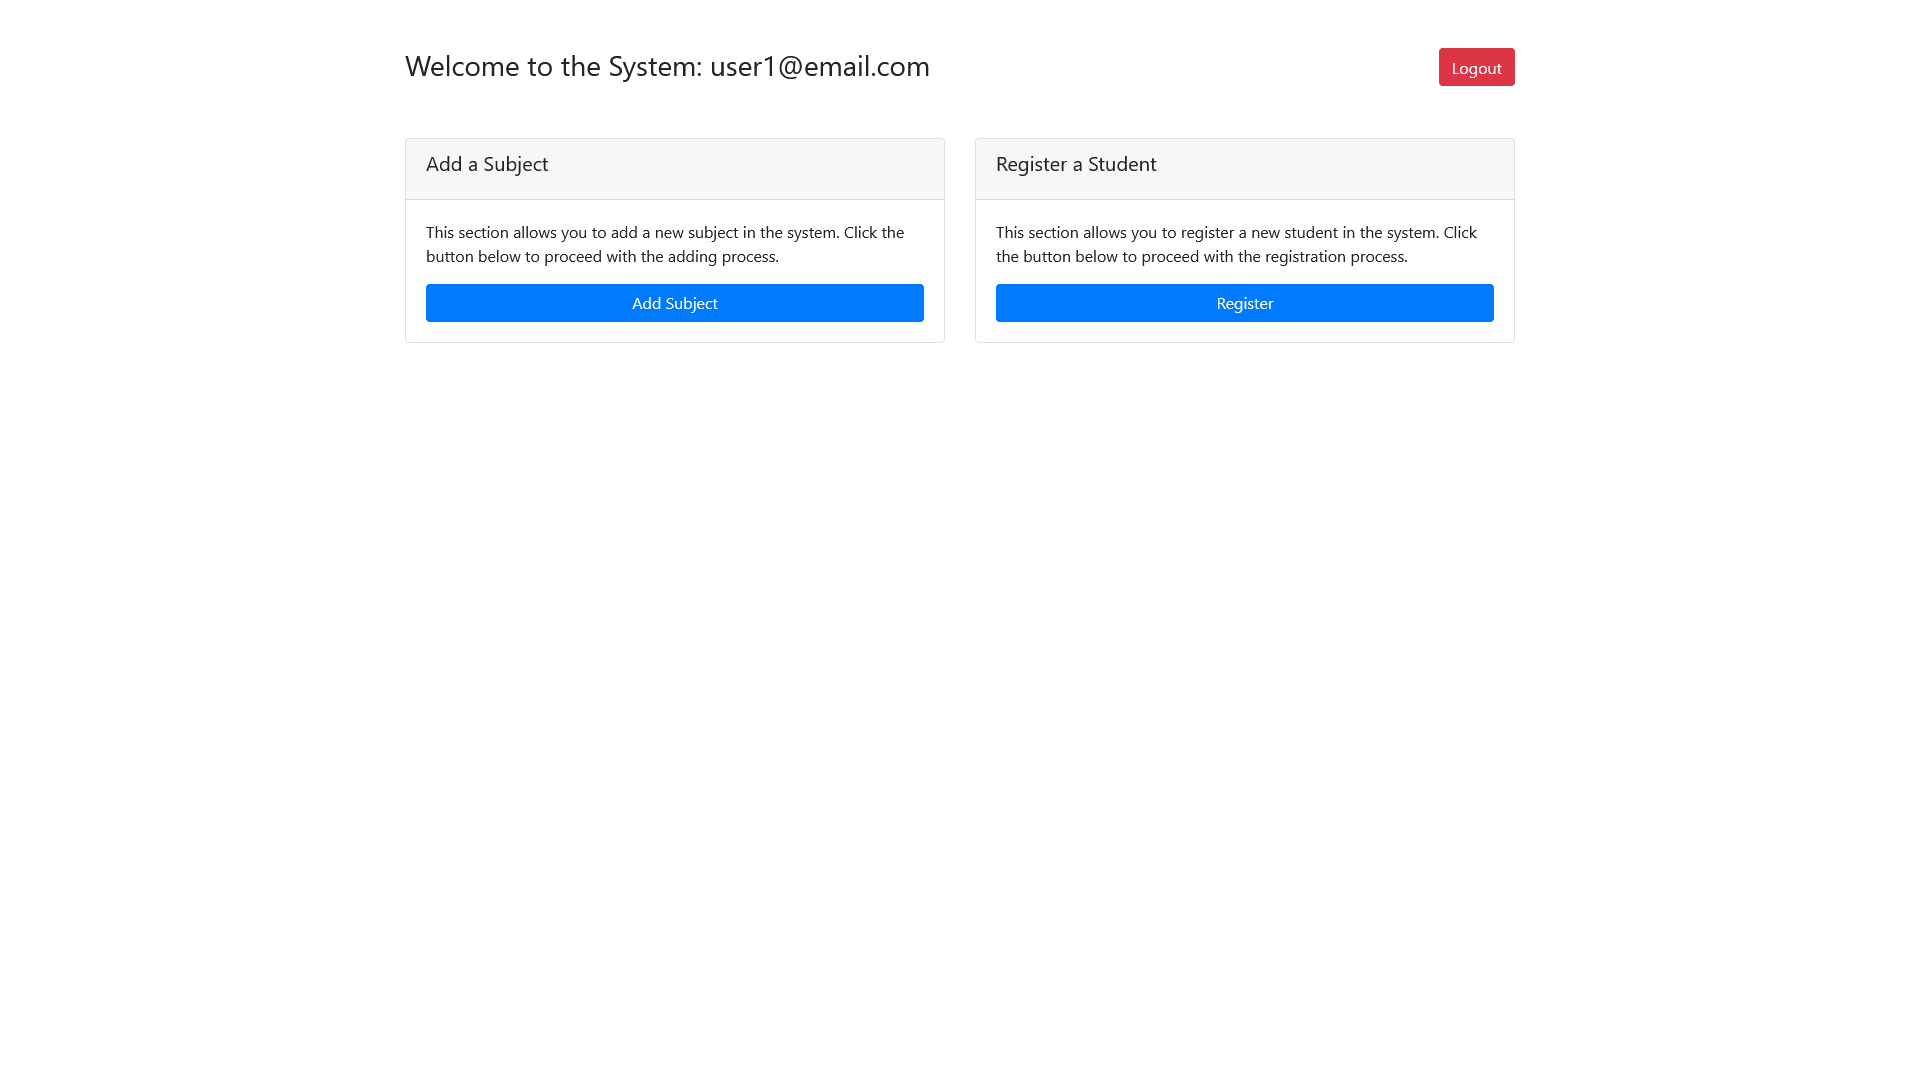 Welcome to the System: user1@email.com
Logout
Add a Subject
This section allows you to add a new subject in the system. Click the
button below to proceed with the adding process.
Add Subject
Register a Student
This section allows you to register a new student in the system. Click
the button below to proceed with the registration process.
Register